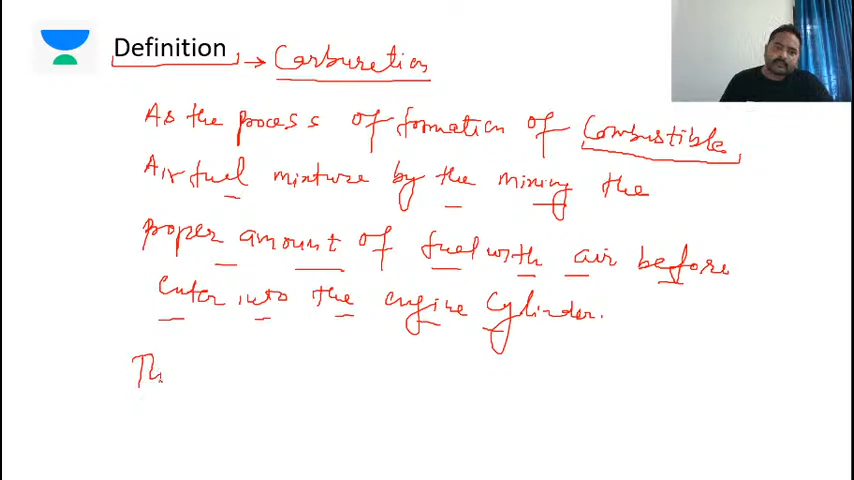 Definition → Carburetion
As the process of formation of Combustible
Air fuel mixture by the mixing the
proper amount of fuel with air before
enter into the engine Cylinder.
Th